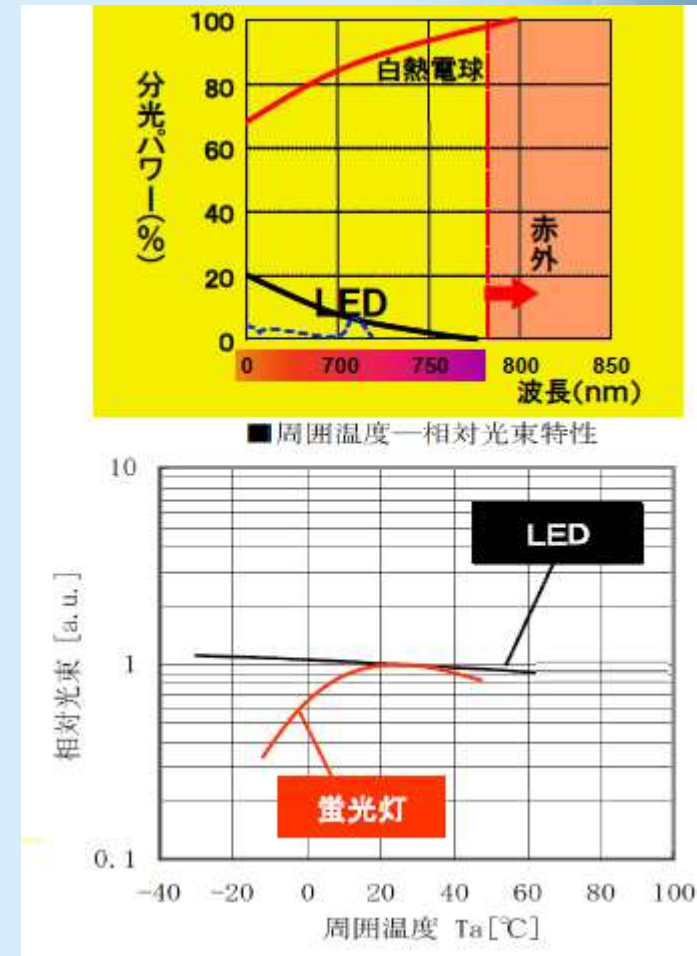 100
80
60
40
20
0
分光パワー(%)
白熱電球
LED
赤外
0 700 750 800 850
波長(nm)
■周囲温度―相対光束特性
10
1
0.1
相対光束 [a.u.]
LED
蛍光灯
-40 -20 0 20 40 60 80 100
周囲温度 Ta[℃]